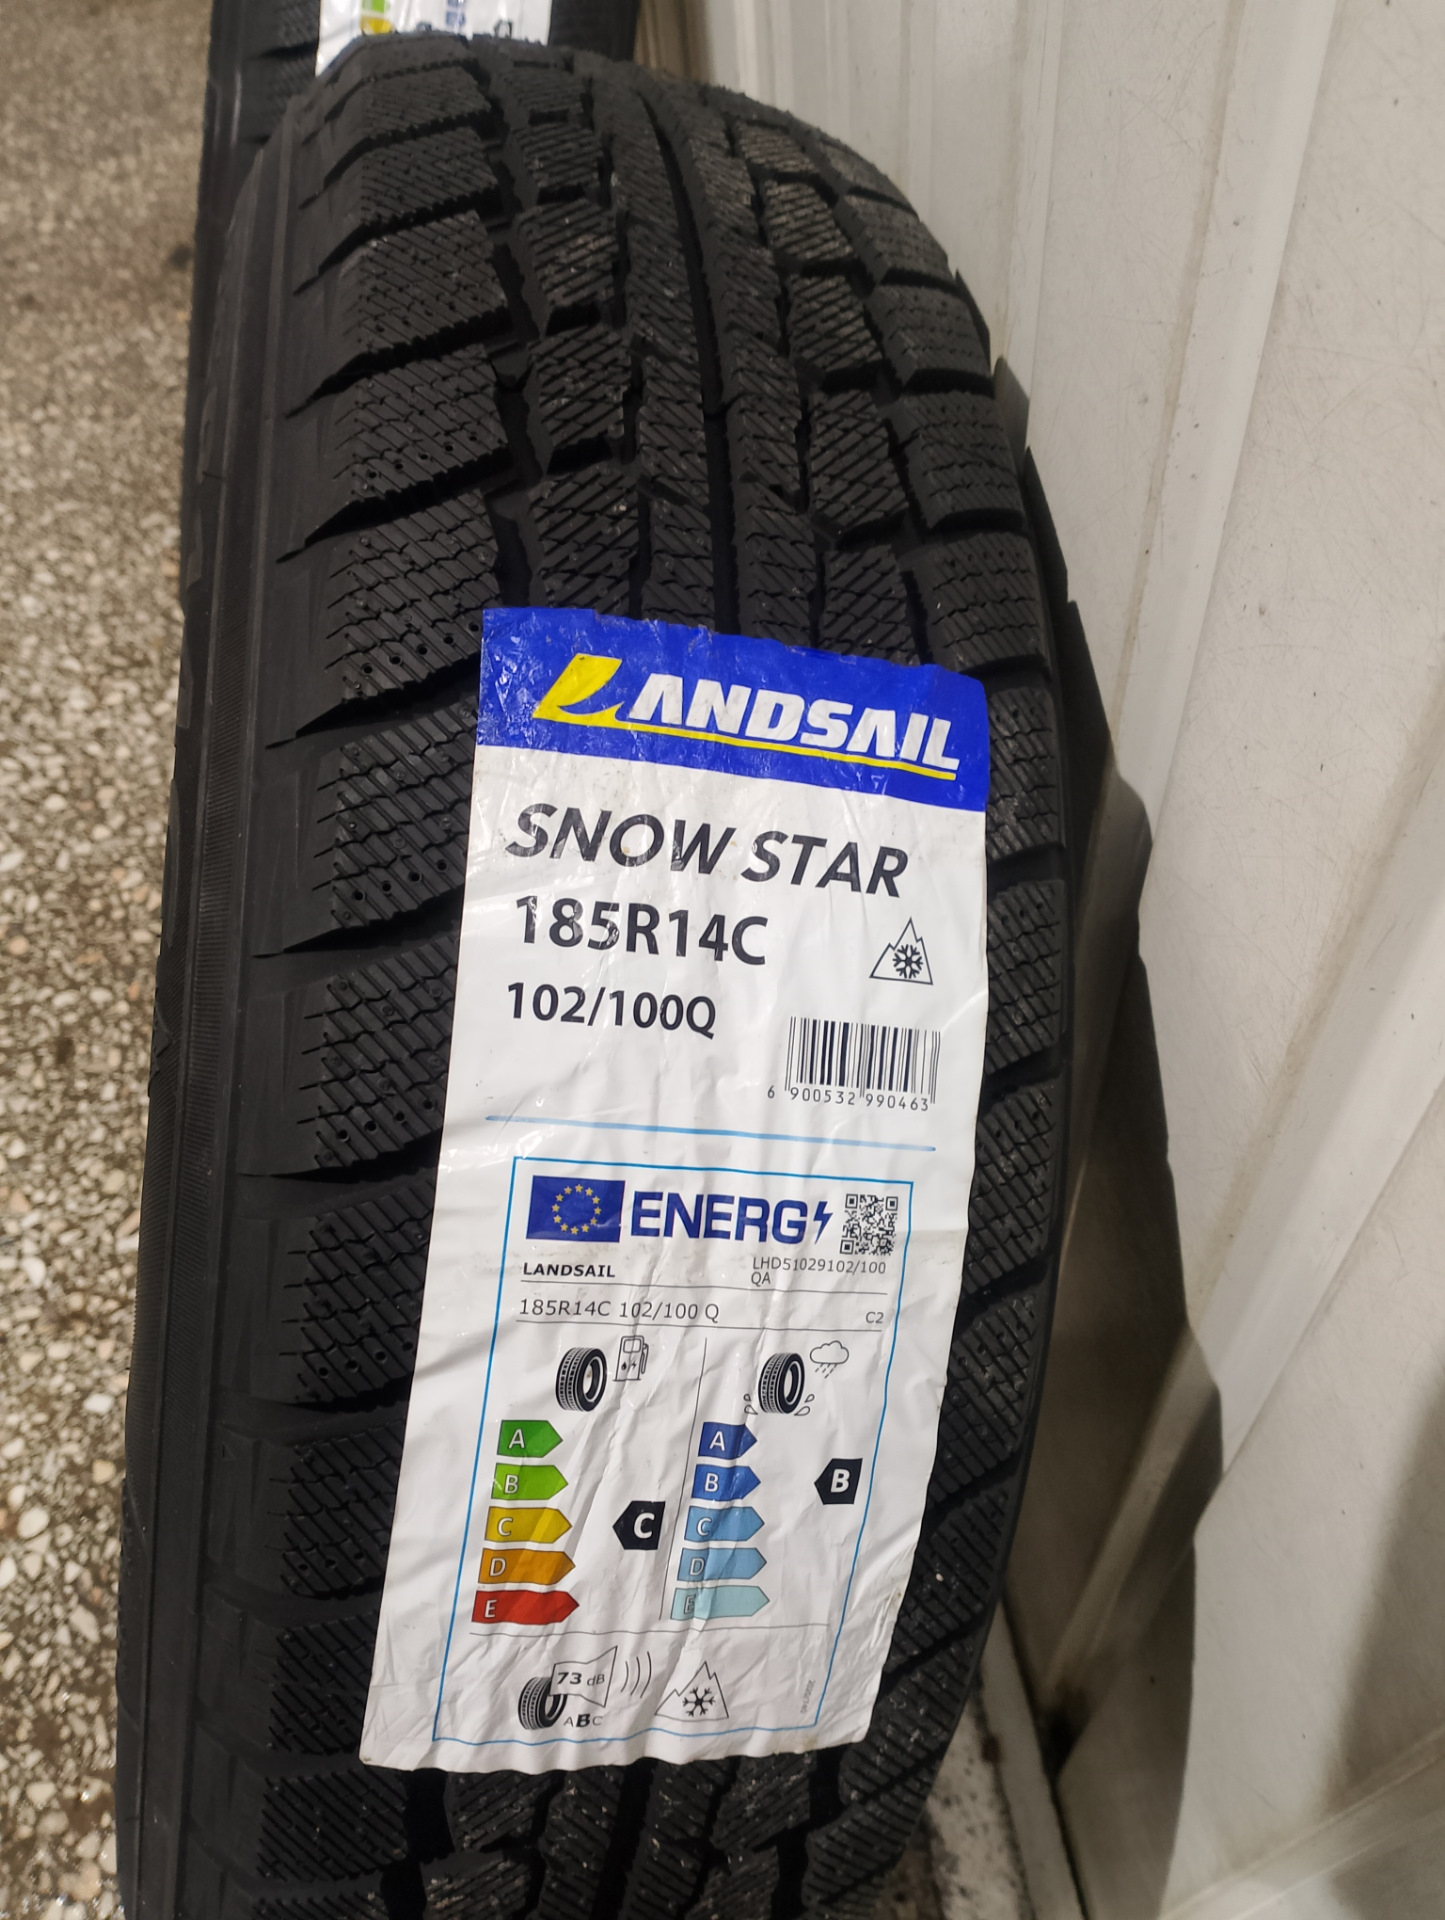 LANDSAIL
SNOW STAR
185R14C
102/100Q
6 900532 990463
ENERG
LANDSAIL
LHD51029102/100
QA
185R14C 102/100 Q
C2
A
B
C
D
E
C
A
B
C
D
E
B
73 dB
ABC